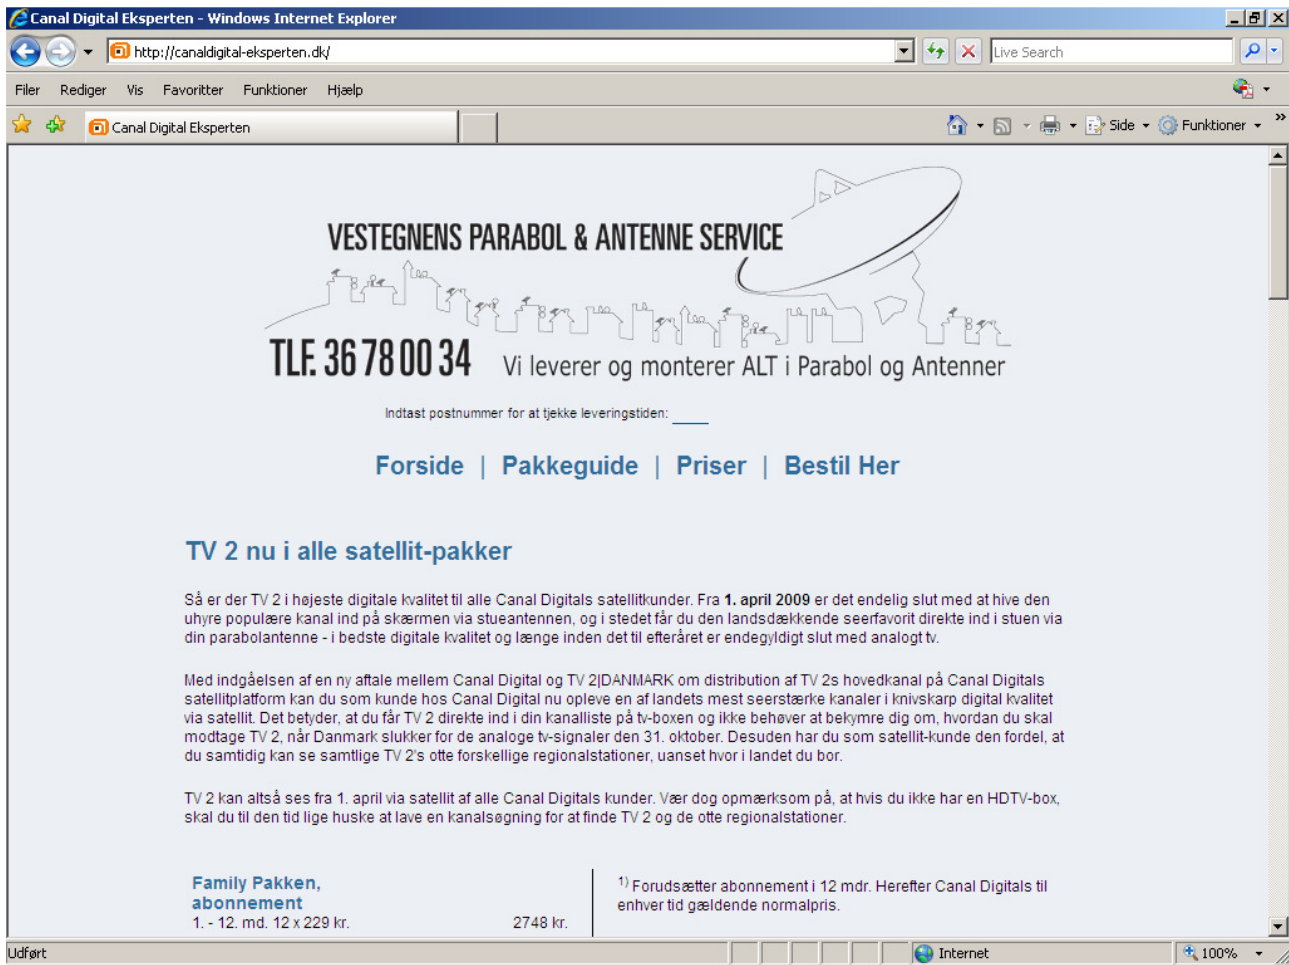 Canal Digital Eksperten - Windows Internet Explorer
http://canaldigital-eksperten.dk/
Live Search
Filer Rediger Vis Favoritter Funktioner Hjælp
Canal Digital Eksperten
Side
Funktioner
VESTEGNENS PARABOL & ANTENNE SERVICE
TLF. 36 78 00 34 Vi leverer og monterer ALT i Parabol og Antenner
Indtast postnummer for at tjekke leveringstiden:
Forside | Pakkeguide | Priser | Bestil Her
TV 2 nu i alle satellit-pakker
Så er der TV 2 i højeste digitale kvalitet til alle Canal Digitals satellitkunder. Fra 1. april 2009 er det endelig slut med at hive den
uhyre populære kanal ind på skærmen via stueantennen, og i stedet får du den landsdækkende seerfavorit direkte ind i stuen via
din parabolantenne - i bedste digitale kvalitet og længe inden det til efteråret er endegyldigt slut med analogt tv.
Med indgåelsen af en ny aftale mellem Canal Digital og TV 2|DANMARK om distribution af TV 2s hovedkanal på Canal Digitals
satellitplatform kan du som kunde hos Canal Digital nu opleve en af landets mest seerstærke kanaler i knivskarp digital kvalitet
via satellit. Det betyder, at du får TV 2 direkte ind i din kanalliste på tv-boxen og ikke behøver at bekymre dig om, hvordan du skal
modtage TV 2, når Danmark slukker for de analoge tv-signaler den 31. oktober. Desuden har du som satellit-kunde den fordel, at
du samtidig kan se samtlige TV 2's otte forskellige regionalstationer, uanset hvor i landet du bor.
TV 2 kan altså ses fra 1. april via satellit af alle Canal Digitals kunder. Vær dog opmærksom på, at hvis du ikke har en HDTV-box,
skal du til den tid lige huske at lave en kanalsøgning for at finde TV 2 og de otte regionalstationer.
Family Pakken,
abonnement
1. - 12. md. 12 x 229 kr. 2748 kr.
1) Forudsætter abonnement i 12 mdr. Herefter Canal Digitals til
enhver tid gældende normalpris.
Udført
Internet
100%